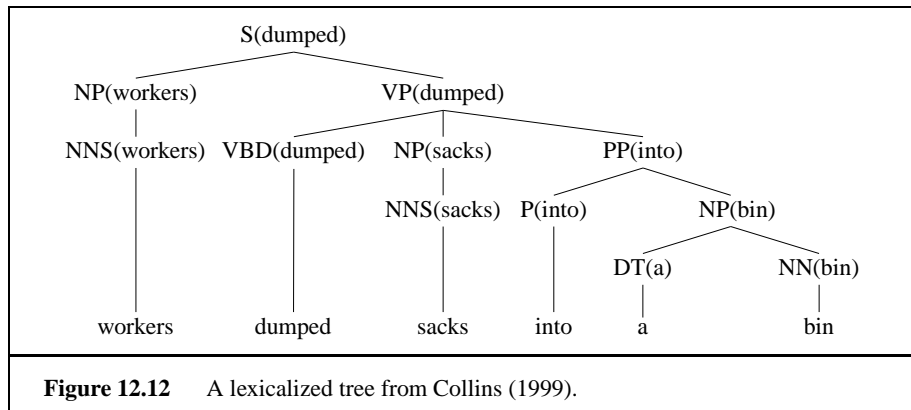 S(dumped)
NP(workers) VP(dumped)
NNS(workers) VBD(dumped) NP(sacks) PP(into)
NNS(sacks) P(into) NP(bin)
DT(a) NN(bin)
workers dumped sacks into a bin
Figure 12.12 A lexicalized tree from Collins (1999).